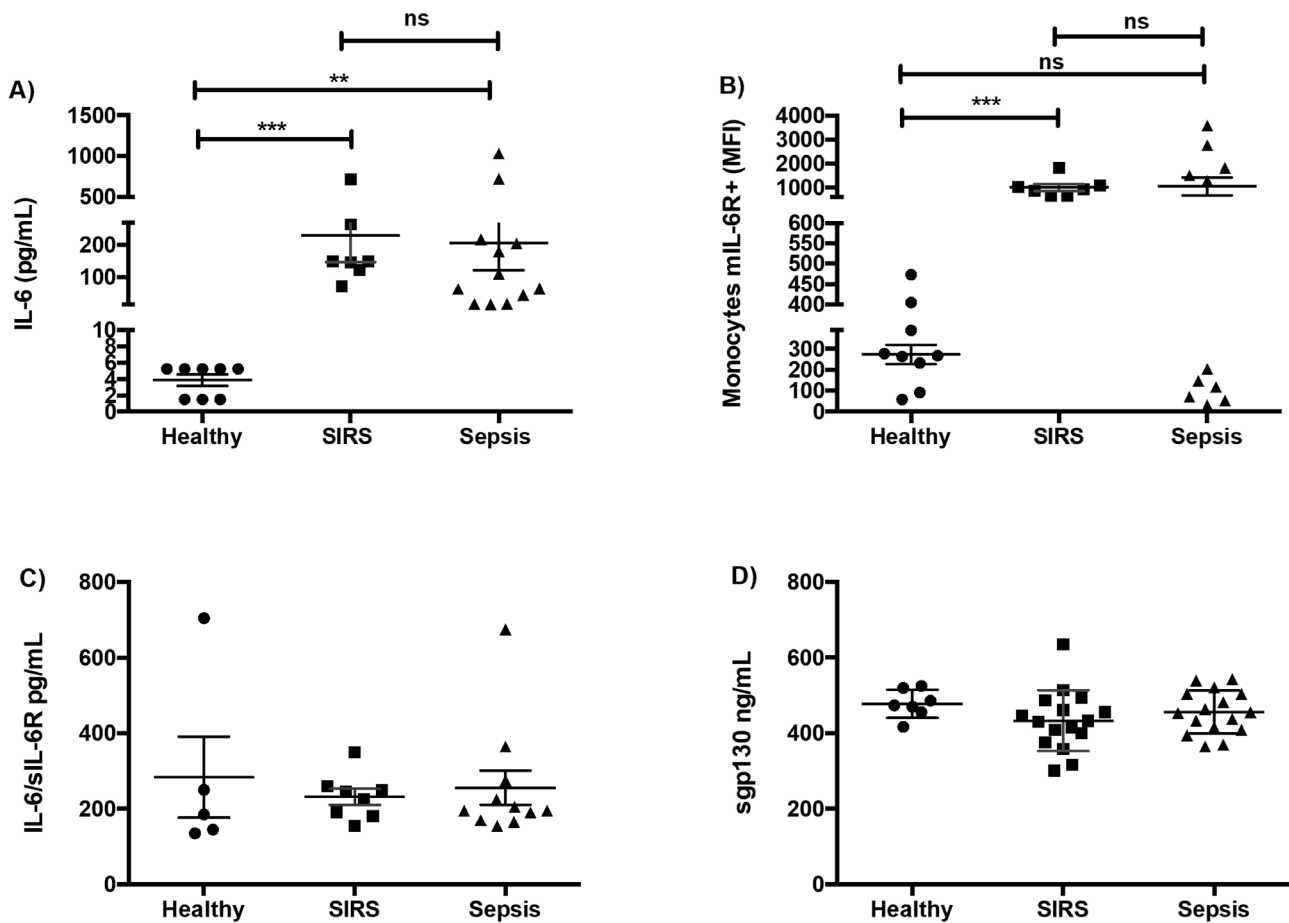 ns
**
***
A)
1500
1000
500
200
100
10
8
6
4
2
0
IL-6 (pg/mL)
Healthy SIRS Sepsis
ns
ns
***
B)
4000
3000
2000
1000
600
550
500
450
400
300
200
100
0
Monocytes mIL-6R+ (MFI)
Healthy SIRS Sepsis
C)
800
600
400
200
0
IL-6/sIL-6R pg/mL
Healthy SIRS Sepsis
D)
800
600
400
200
0
sgp130 ng/mL
Healthy SIRS Sepsis